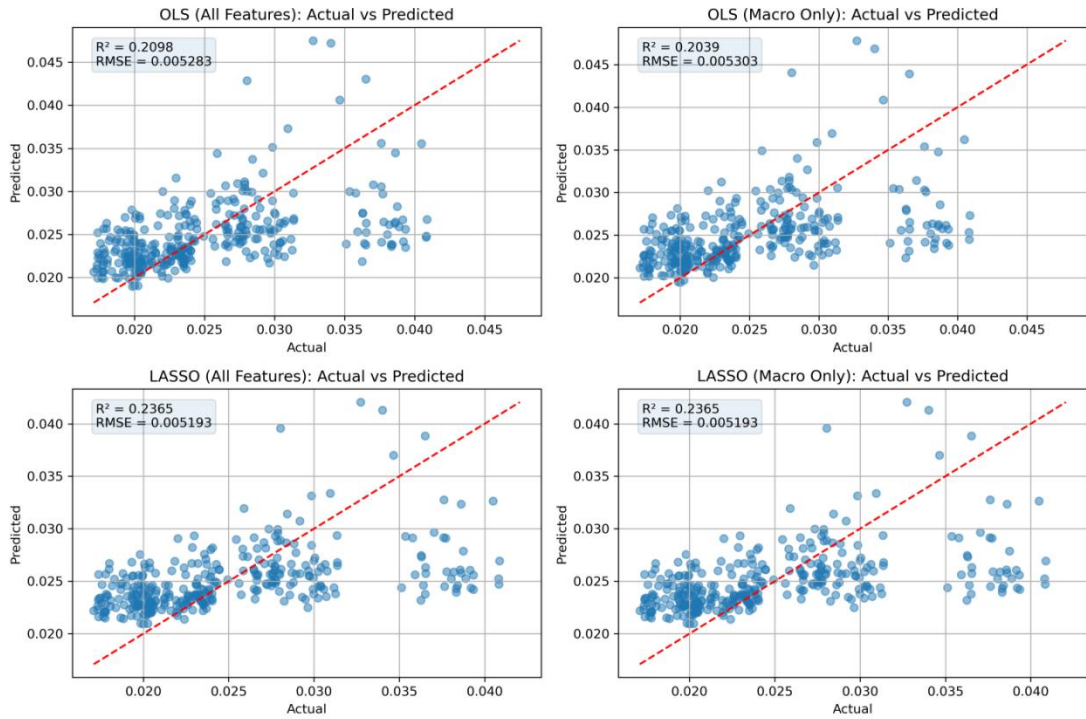 OLS (All Features): Actual vs Predicted
R² = 0.2098
RMSE = 0.005283
0.045
0.040
0.035
0.030
0.025
0.020
Predicted
0.020 0.025 0.030 0.035 0.040 0.045
Actual
OLS (Macro Only): Actual vs Predicted
R² = 0.2039
RMSE = 0.005303
0.045
0.040
0.035
0.030
0.025
0.020
Predicted
0.020 0.025 0.030 0.035 0.040 0.045
Actual
LASSO (All Features): Actual vs Predicted
R² = 0.2365
RMSE = 0.005193
0.040
0.035
0.030
0.025
0.020
Predicted
0.020 0.025 0.030 0.035 0.040
Actual
LASSO (Macro Only): Actual vs Predicted
R² = 0.2365
RMSE = 0.005193
0.040
0.035
0.030
0.025
0.020
Predicted
0.020 0.025 0.030 0.035 0.040
Actual